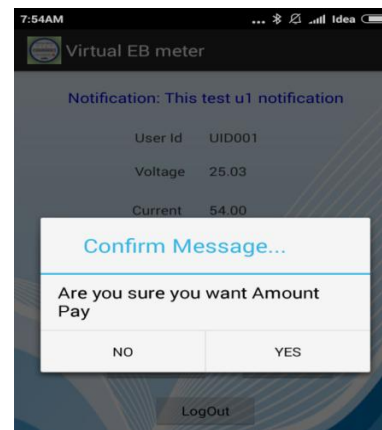 7:54AM ... Idea
Virtual EB meter
Notification: This test u1 notification
User Id UID001
Voltage 25.03
Current 54.00
Confirm Message...
Are you sure you want Amount
Pay
NO YES
LogOut